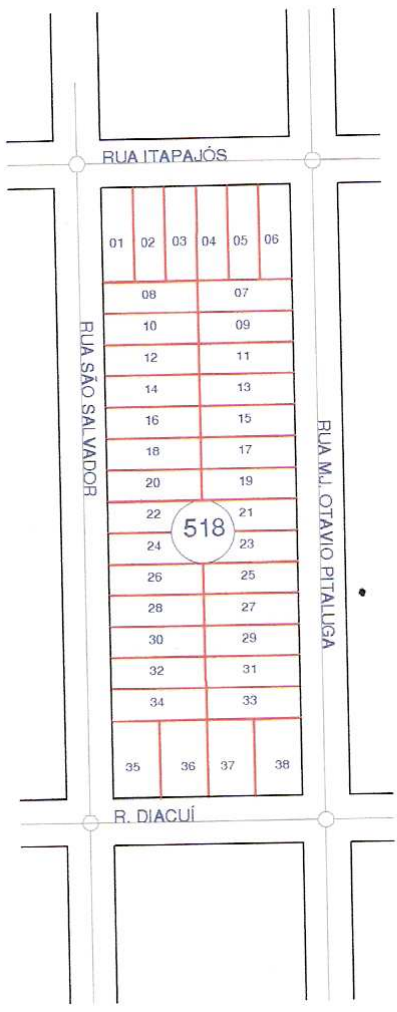 RUA ITAPAJÓS
01 02 03 04 05 06
08 07
10 09
12 11
14 13
16 15
18 17
20 19
22 21
518
24 23
26 25
28 27
30 29
32 31
34 33
35 36 37 38
RUA SÃO SALVADOR
RUA MJ. OTAVIO PITALUGA
R. DIACUÍ